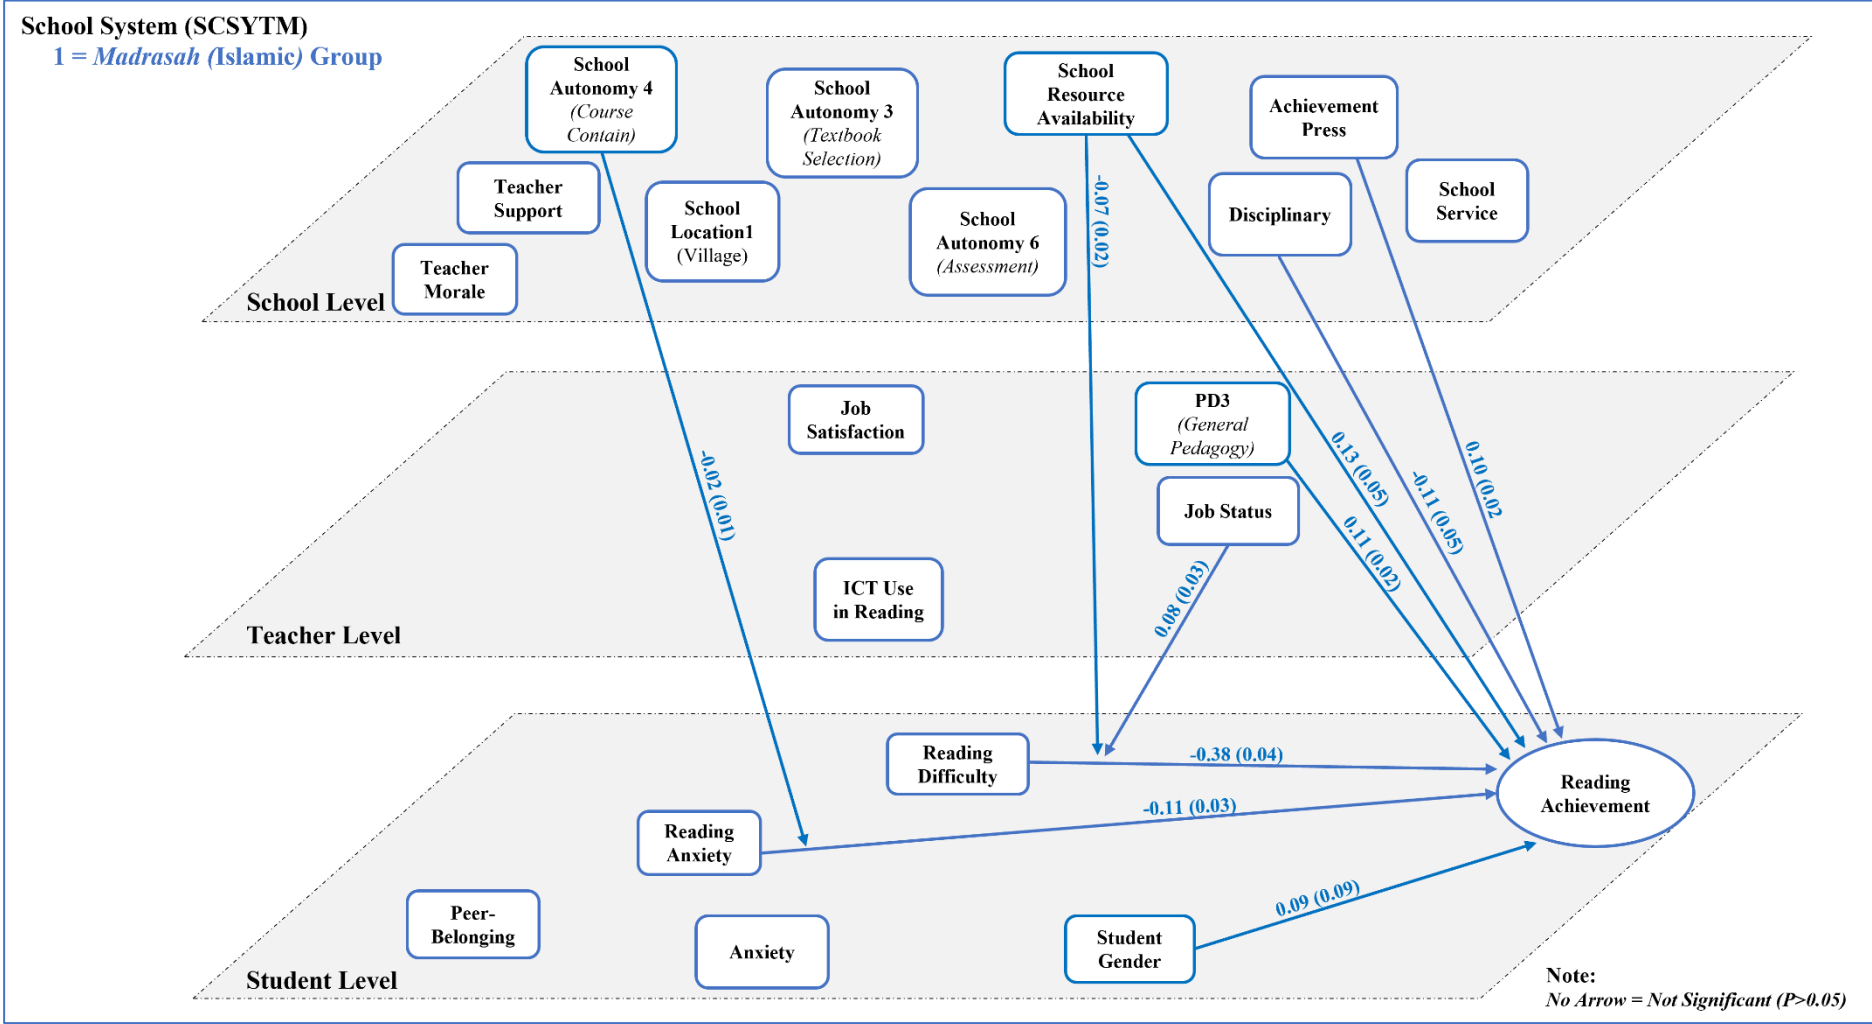 School System (SCSYTM)
1 = Madrasah (Islamic) Group
School
Autonomy 4
(Course
Contain)
School
Autonomy 3
(Textbook
Selection)
School
Resource
Availability
Achievement
Press
Teacher
Support
School
Location1
(Village)
School
Autonomy 6
(Assessment)
Disciplinary
School
Service
Teacher
Morale
School Level
-0.07 (0.02)
Job
Satisfaction
PD3
(General
Pedagogy)
Job Status
ICT Use
in Reading
Teacher Level
-0.02 (0.01)
0.13 (0.05)
-0.11 (0.05)
0.10 (0.02
0.11 (0.02)
0.08 (0.03)
Reading
Difficulty
-0.38 (0.04)
Reading
Achievement
-0.11 (0.03)
Reading
Anxiety
Peer-
Belonging
Anxiety
Student
Gender
0.09 (0.09)
Student Level
Note:
No Arrow = Not Significant (P>0.05)